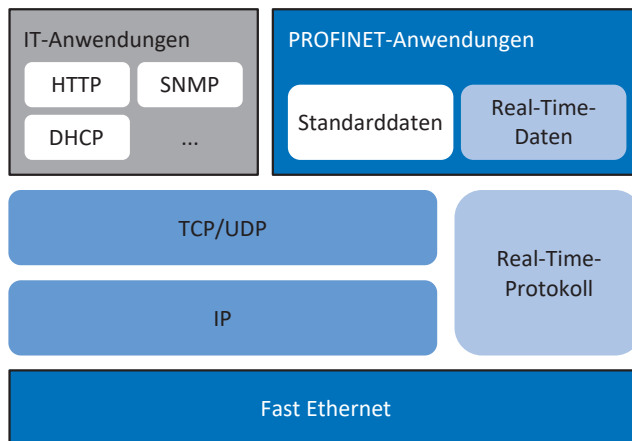 IT-Anwendungen
HTTP
SNMP
DHCP
...
PROFINET-Anwendungen
Standarddaten
Real-Time-
Daten
TCP/UDP
IP
Real-Time-
Protokoll
Fast Ethernet